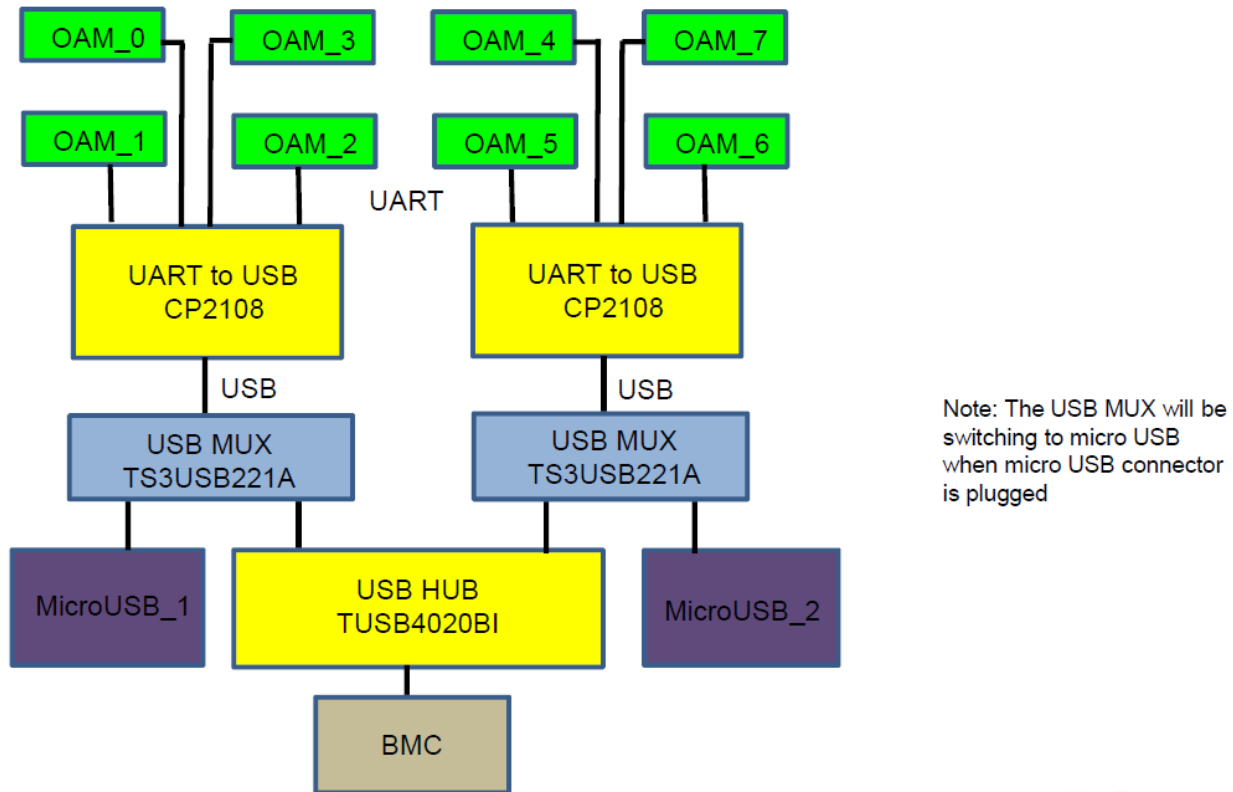 OAM_0
OAM_3
OAM_4
OAM_7
OAM_1
OAM_2
OAM_5
OAM_6
UART
UART to USB
CP2108
UART to USB
CP2108
USB
USB
USB MUX
TS3USB221A
USB MUX
TS3USB221A
Note: The USB MUX will be
switching to micro USB
when micro USB connector
is plugged
MicroUSB_1
USB HUB
TUSB4020BI
MicroUSB_2
BMC